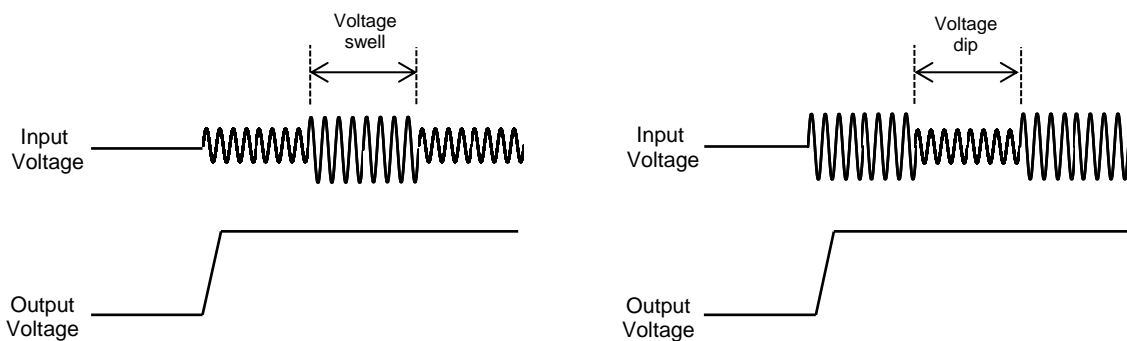 Voltage
swell
Input
Voltage
Output
Voltage
Voltage
dip
Input
Voltage
Output
Voltage